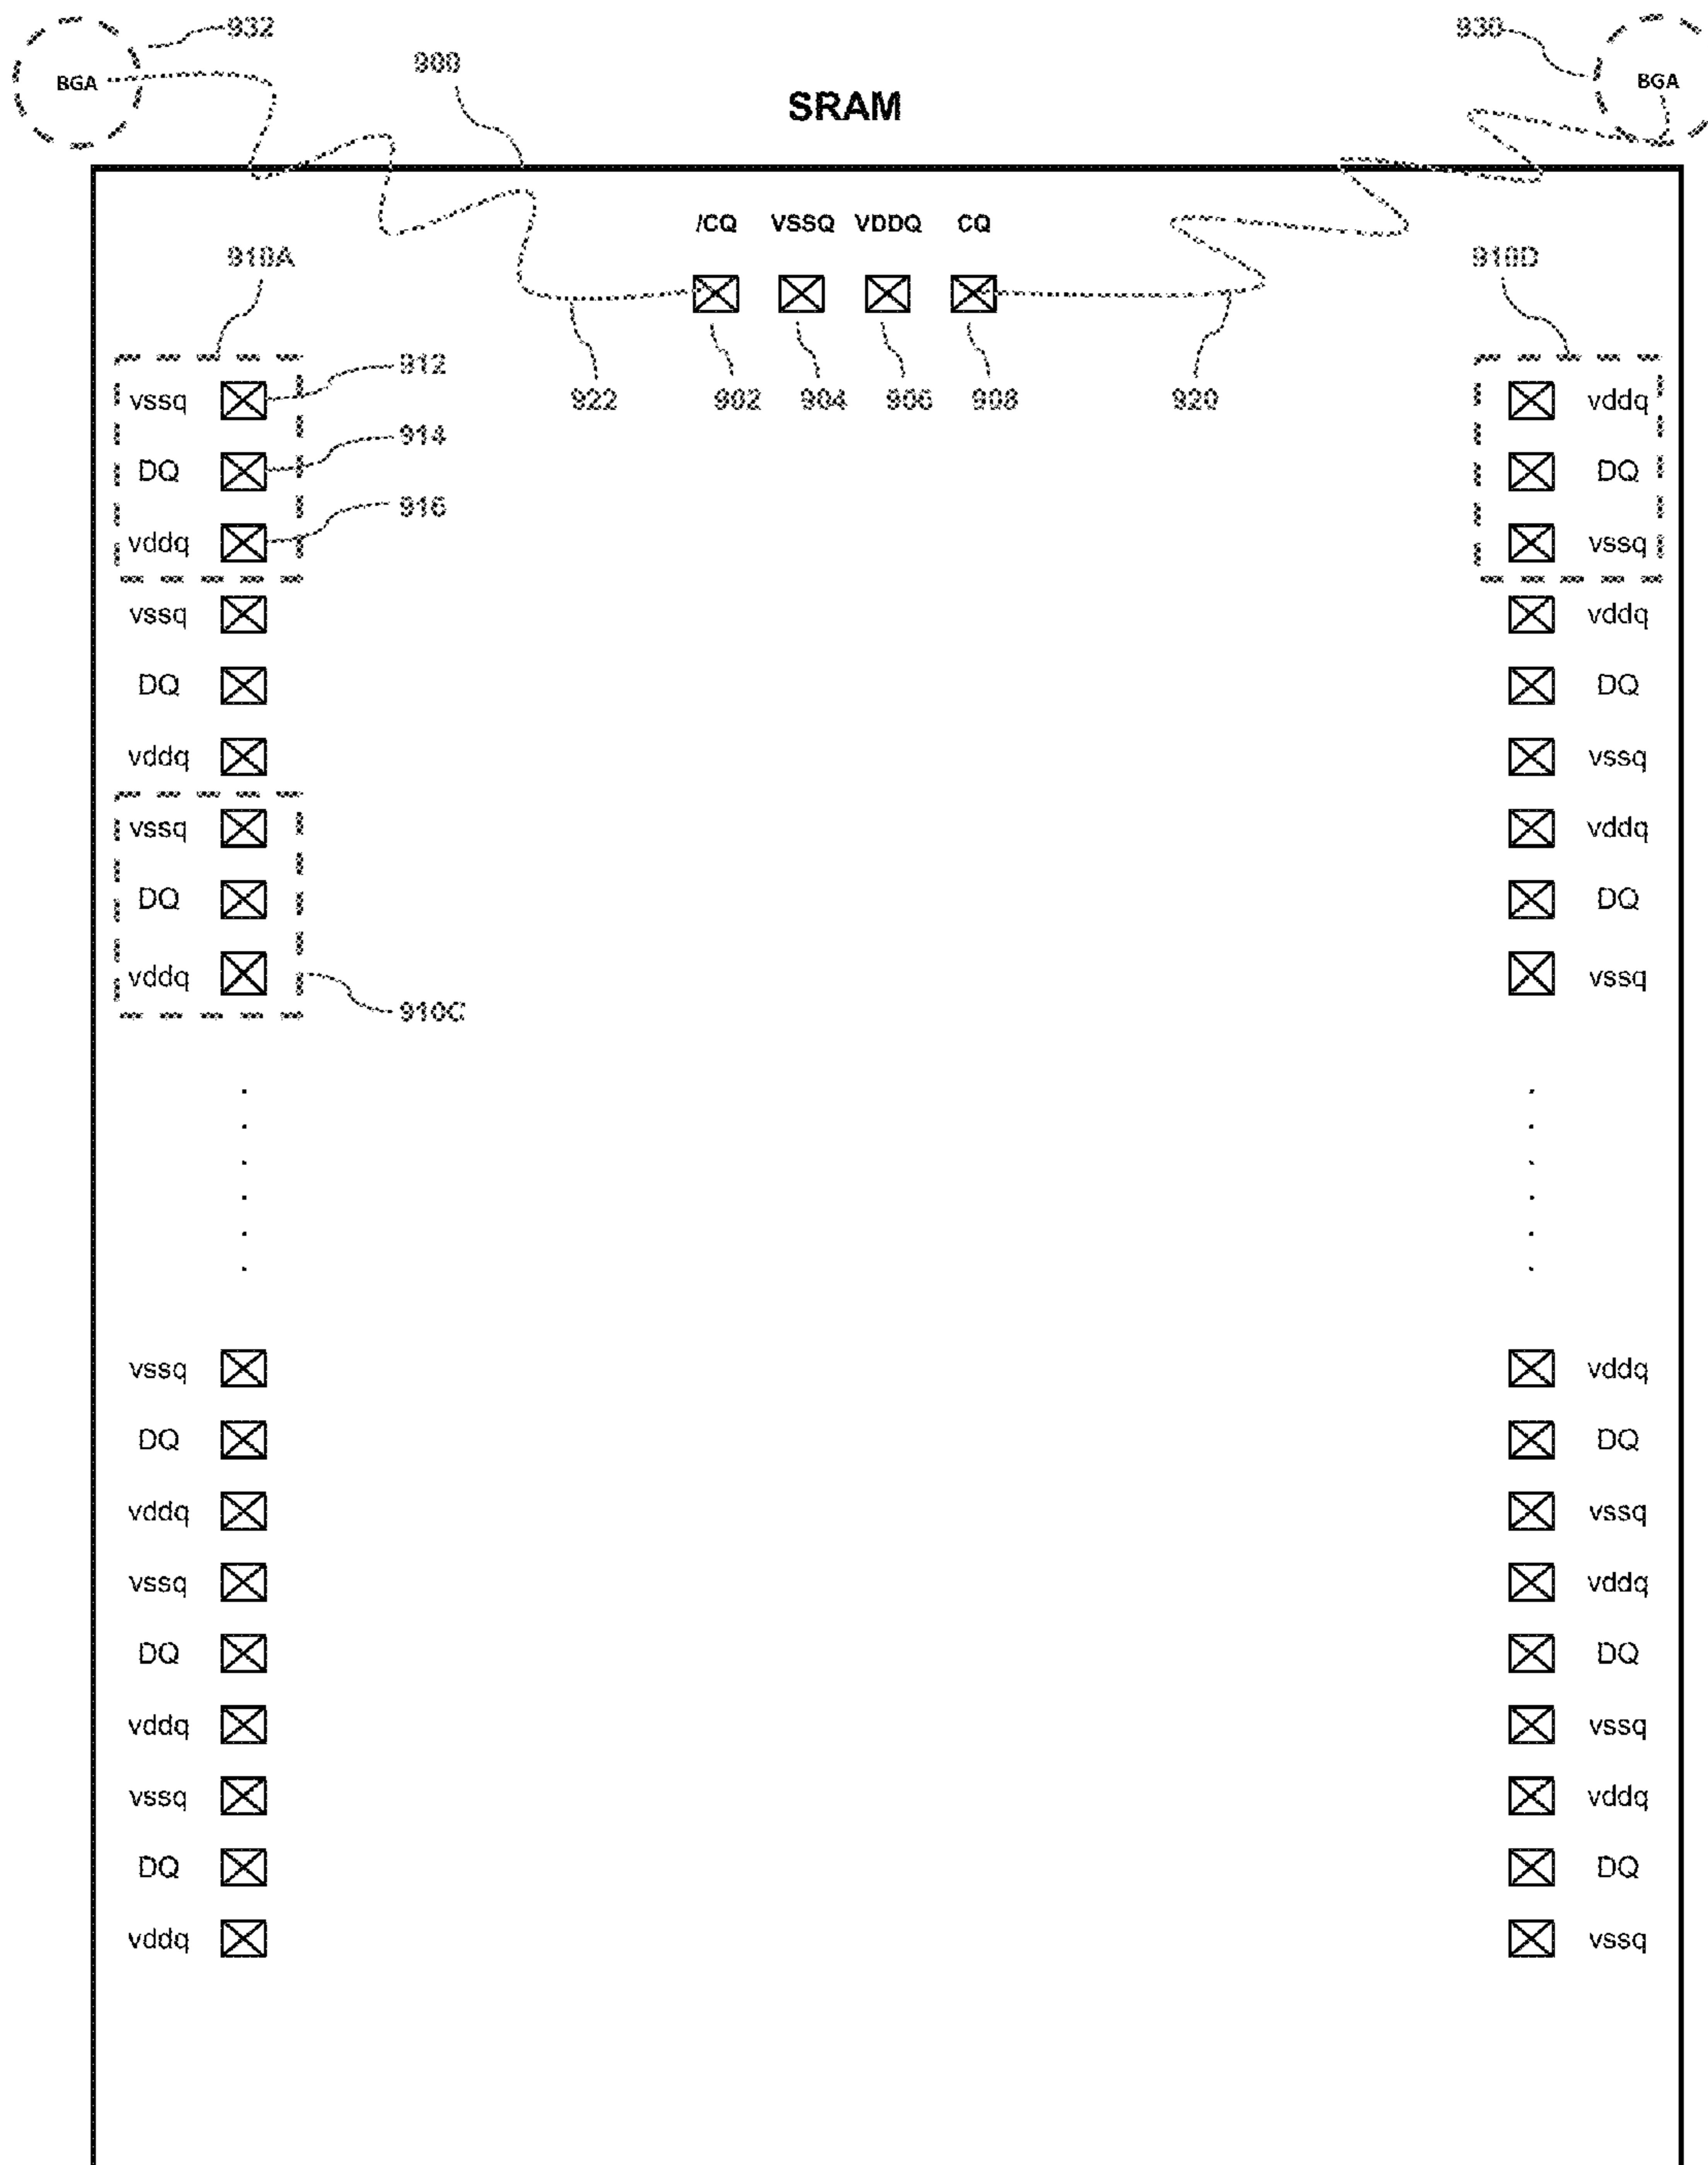 932
930
BGA
900
BGA
SRAM
/CQ VSSQ VDDQ CQ
910A
910D
912
vssq
922
902
904
906
908
920
vddq
914
DQ
DQ
916
vddq
vssq
vssq
vddq
DQ
DQ
vddq
vssq
vssq
vddq
DQ
DQ
vddq
vssq
910C
vssq
vddq
DQ
DQ
vddq
vssq
vssq
vddq
DQ
DQ
vddq
vssq
vssq
vddq
DQ
DQ
vddq
vssq